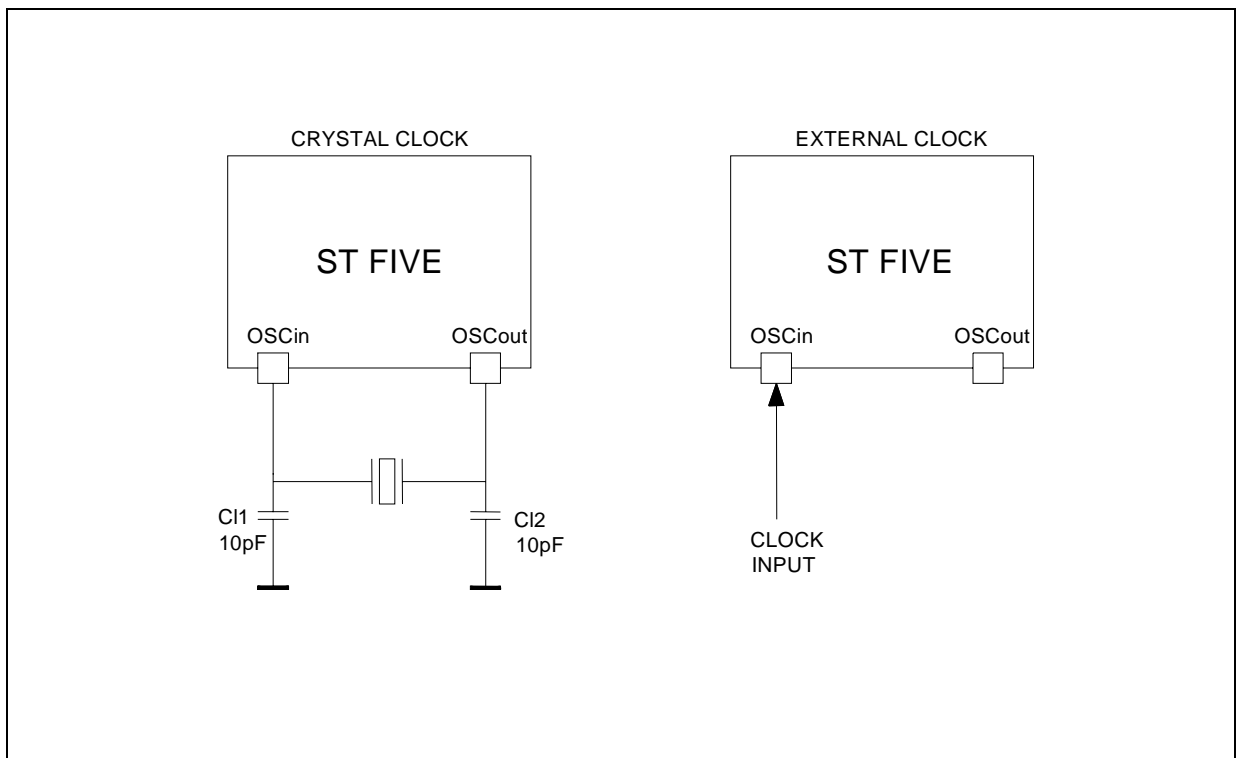 CRYSTAL CLOCK
ST FIVE
OSCin
OSCout
Cl1
10pF
Cl2
10pF
EXTERNAL CLOCK
ST FIVE
OSCin
OSCout
CLOCK
INPUT